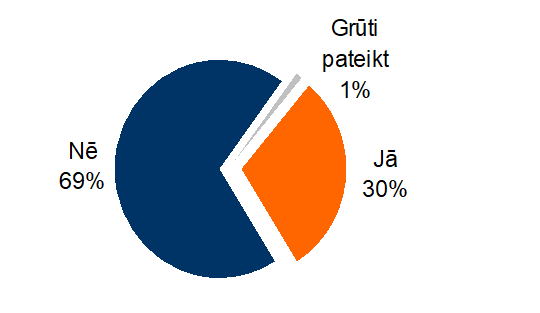 Grūti
pateikt
1%
Nē
69%
Jā
30%